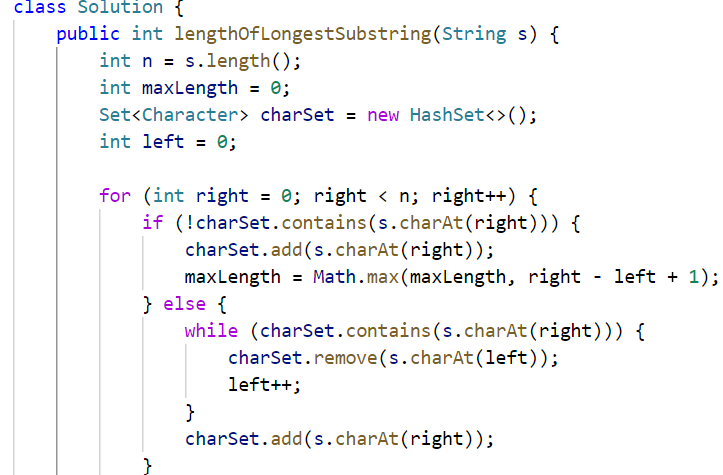 class Solution {
    public int lengthOfLongestSubstring(String s) {
        int n = s.length();
        int maxLength = 0;
        Set<Character> charSet = new HashSet<>();
        int left = 0;

        for (int right = 0; right < n; right++) {
            if (!charSet.contains(s.charAt(right))) {
                charSet.add(s.charAt(right));
                maxLength = Math.max(maxLength, right - left + 1);
            } else {
                while (charSet.contains(s.charAt(right))) {
                    charSet.remove(s.charAt(left));
                    left++;
                }
                charSet.add(s.charAt(right));
            }